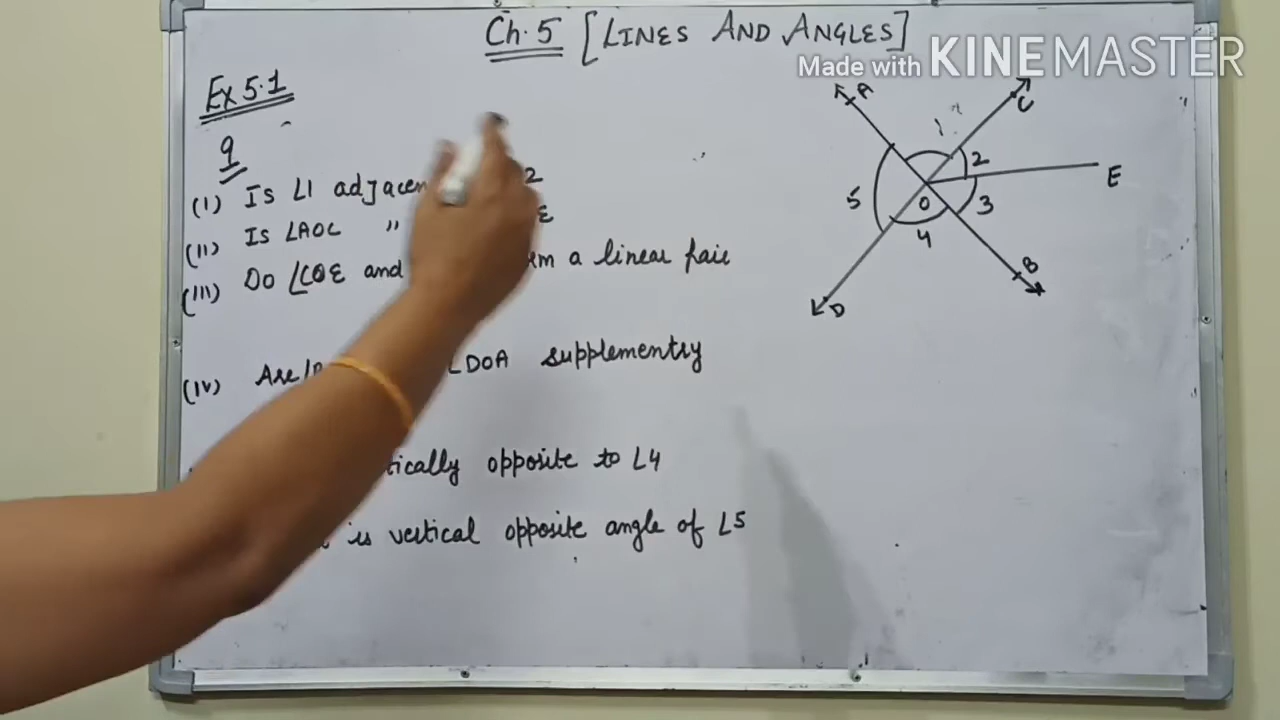 Ch.5 [LINES AND ANGLES]
Made with KINEMASTER
Ex 5.1
9
(i) Is ∠1 adjacen 2
(ii) Is ∠AOC " E
(iii) Do ∠COE and m a linear pair
(iv) Are ∠DOA supplementry
tically opposite to ∠4
is vertical opposite angle of ∠5
A
C
1
2
E
5
O
3
4
B
D